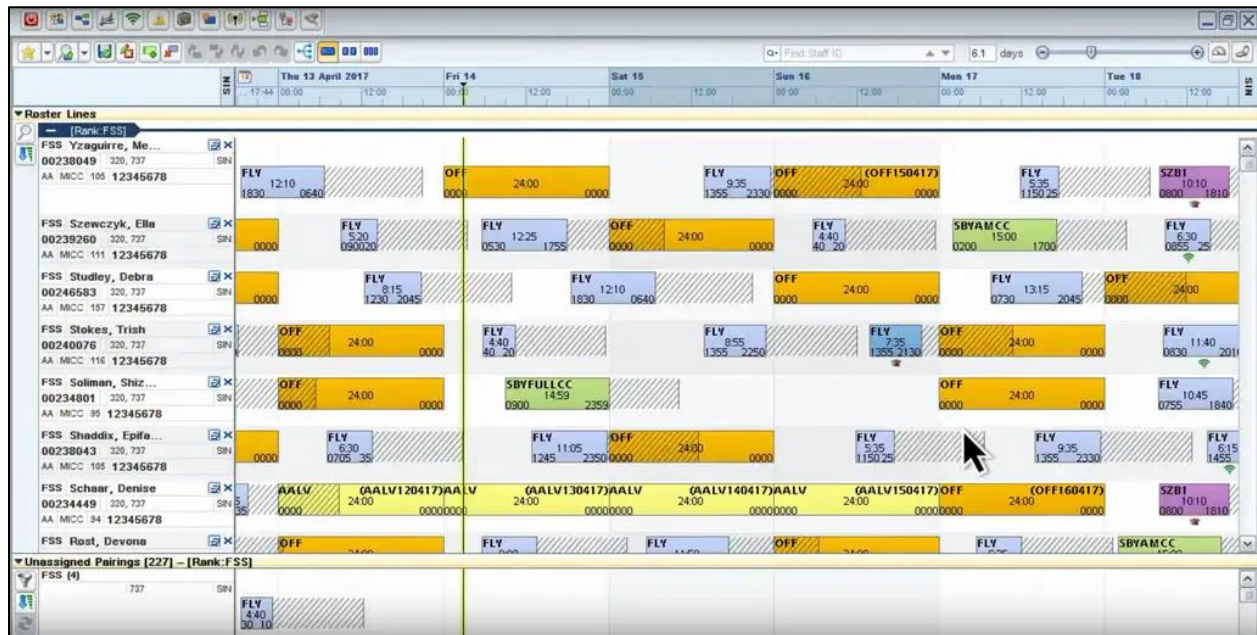 Find Staff ID
6.1 days
SIN
... 17:44
Thu 13 April 2017
00:00 12:00
Fri 14
00:00 12:00
Sat 15
00:00 12:00
Sun 16
00:00 12:00
Mon 17
00:00 12:00
Tue 18
00:00 12:00
SIN
Roster Lines
[Rank:FSS]
FSS Yzaguirre, Me...
00238049 320, 737 SIN
AA MICC 105 12345678
FLY 12:10 1830 0640
OFF 24:00 0000 0000
FLY 9:35 1355 2330
OFF (OFF150417) 24:00 0000 0000
FLY 5:35 1150 25
SZB1 10:10 0800 1810
FSS Szewczyk, Ella
00239260 320, 737 SIN
AA MICC 111 12345678
0000
FLY 5:20 0900 20
FLY 12:25 0530 1755
OFF 24:00 0000 0000
FLY 4:40 40 20
SBYAMCC 15:00 0200 1700
FLY 6:30 0855 25
FSS Studley, Debra
00246583 320, 737 SIN
AA MICC 157 12345678
0000
FLY 8:15 1230 2045
FLY 12:10 1830 0640
OFF 24:00 0000 0000
FLY 13:15 0730 2045
OFF 24:00 0000
FSS Stokes, Trish
00240076 320, 737 SIN
AA MICC 116 12345678
OFF 24:00 0000 0000
FLY 4:40 40 20
FLY 8:55 1355 2250
FLY 7:35 1355 2130
OFF 24:00 0000 0000
FLY 11:40 0830 201
FSS Soliman, Shiz...
00234801 320, 737 SIN
AA MICC 95 12345678
OFF 24:00 0000 0000
SBYFULLCC 14:59 0900 2359
OFF 24:00 0000 0000
FLY 10:45 0755 1840
FSS Shaddix, Epifa...
00238043 320, 737 SIN
AA MICC 105 12345678
0000
FLY 6:30 0705 35
FLY 11:05 1245 2350
OFF 24:00 0000 0000
FLY 5:35 1150 25
FLY 9:35 1355 2330
FLY 6:15 1455
FSS Schaar, Denise
00234449 320, 737 SIN
AA MICC 94 12345678
35
AALV (AALV120417) 24:00 0000 0000
AALV (AALV130417) 24:00 0000 0000
AALV (AALV140417) 24:00 0000 0000
AALV (AALV150417) 24:00 0000 0000
OFF (OFF160417) 24:00 0000 0000
SZB1 10:10 0800 1810
FSS Rost, Devona
SIN
OFF
FLY
FLY
OFF
FLY
SBYAMCC
Unassigned Pairings [227] – [Rank:FSS]
FSS (4)
737 SIN
FLY 4:40 30 10